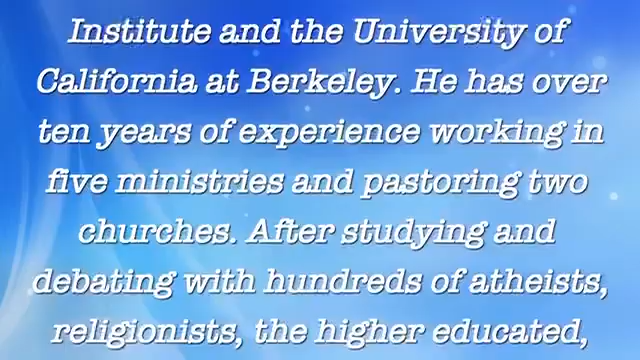 Institute and the University of
California at Berkeley. He has over
ten years of experience working in
five ministries and pastoring two
churches. After studying and
debating with hundreds of atheists,
religionists, the higher educated,